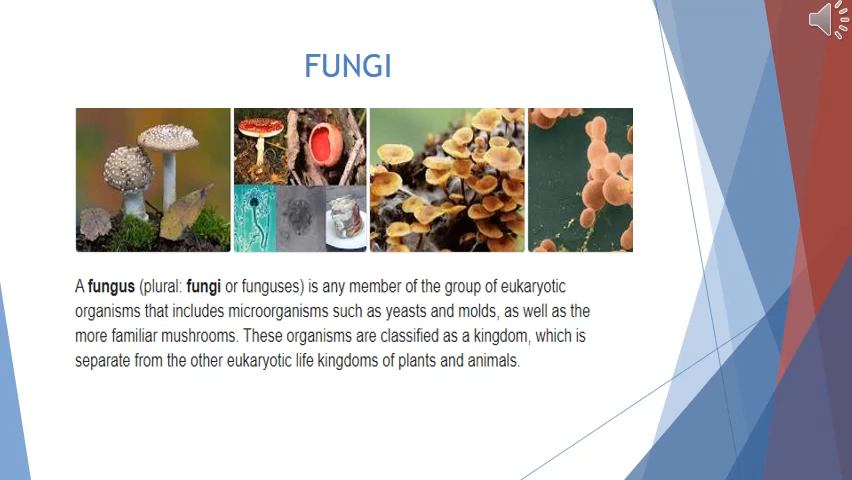 FUNGI
A fungus (plural: fungi or funguses) is any member of the group of eukaryotic
organisms that includes microorganisms such as yeasts and molds, as well as the
more familiar mushrooms. These organisms are classified as a kingdom, which is
separate from the other eukaryotic life kingdoms of plants and animals.